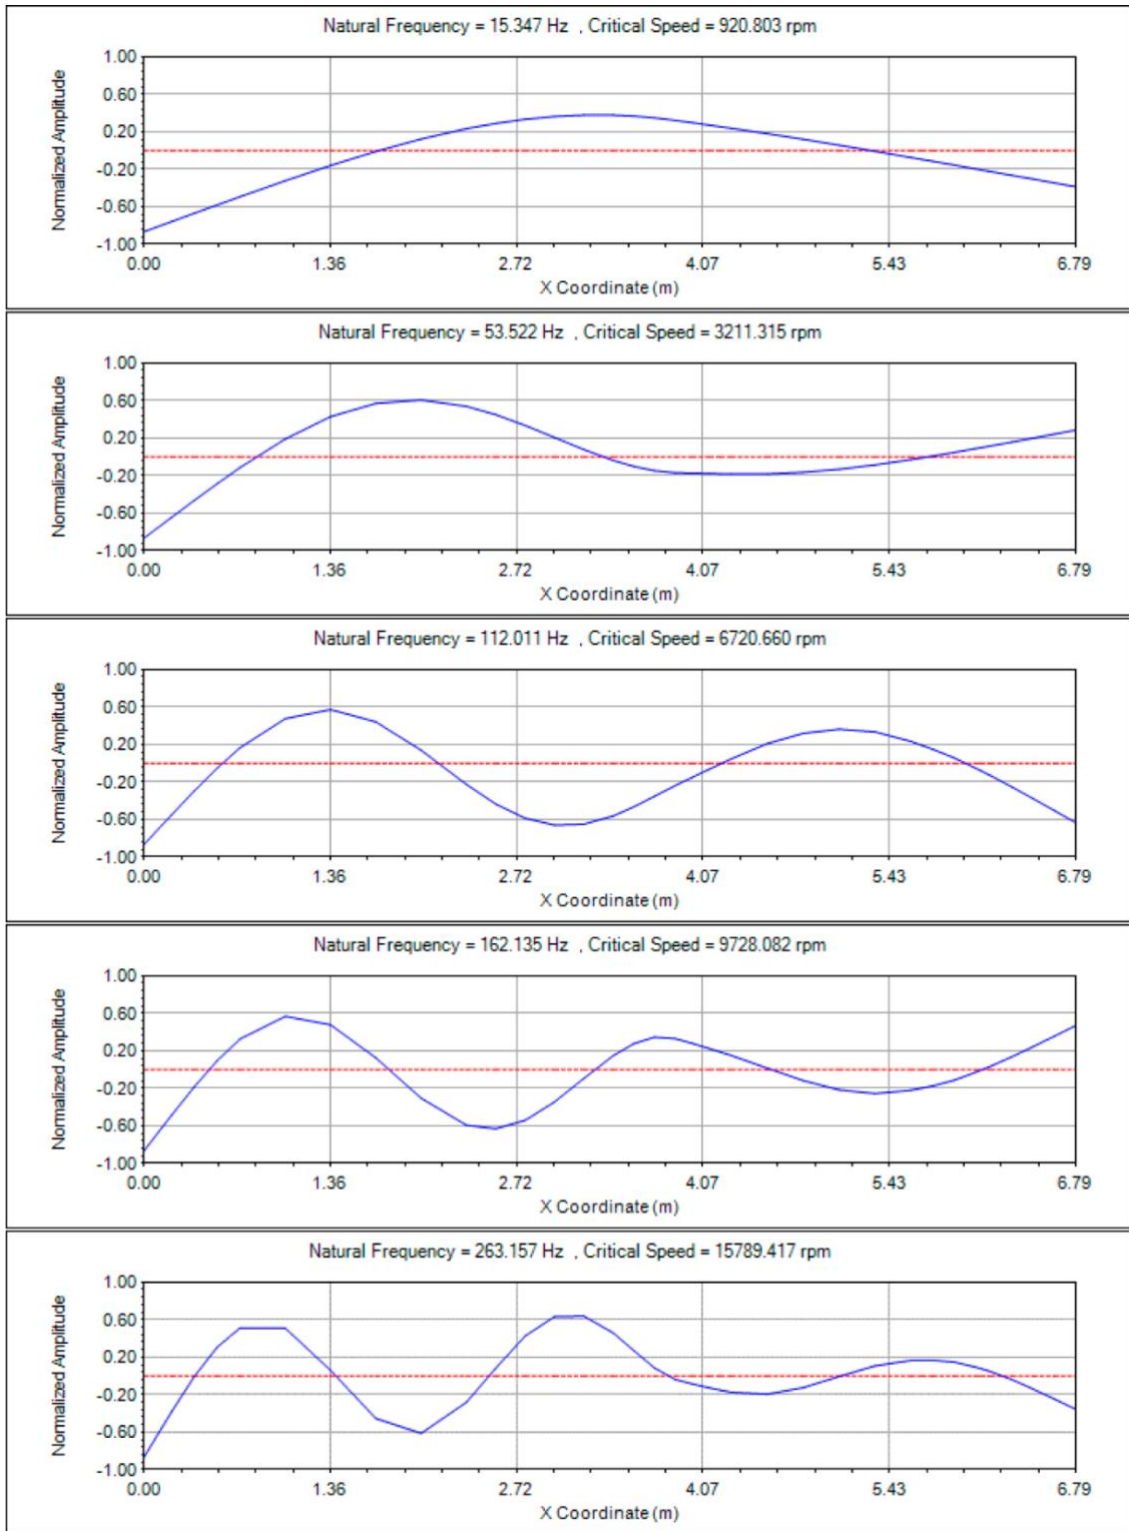 Natural Frequency = 15.347 Hz , Critical Speed = 920.803 rpm
Normalized Amplitude
1.00
0.60
0.20
-0.20
-0.60
-1.00
0.00 1.36 2.72 4.07 5.43 6.79
X Coordinate (m)
Natural Frequency = 53.522 Hz , Critical Speed = 3211.315 rpm
Normalized Amplitude
1.00
0.60
0.20
-0.20
-0.60
-1.00
0.00 1.36 2.72 4.07 5.43 6.79
X Coordinate (m)
Natural Frequency = 112.011 Hz , Critical Speed = 6720.660 rpm
Normalized Amplitude
1.00
0.60
0.20
-0.20
-0.60
-1.00
0.00 1.36 2.72 4.07 5.43 6.79
X Coordinate (m)
Natural Frequency = 162.135 Hz , Critical Speed = 9728.082 rpm
Normalized Amplitude
1.00
0.60
0.20
-0.20
-0.60
-1.00
0.00 1.36 2.72 4.07 5.43 6.79
X Coordinate (m)
Natural Frequency = 263.157 Hz , Critical Speed = 15789.417 rpm
Normalized Amplitude
1.00
0.60
0.20
-0.20
-0.60
-1.00
0.00 1.36 2.72 4.07 5.43 6.79
X Coordinate (m)